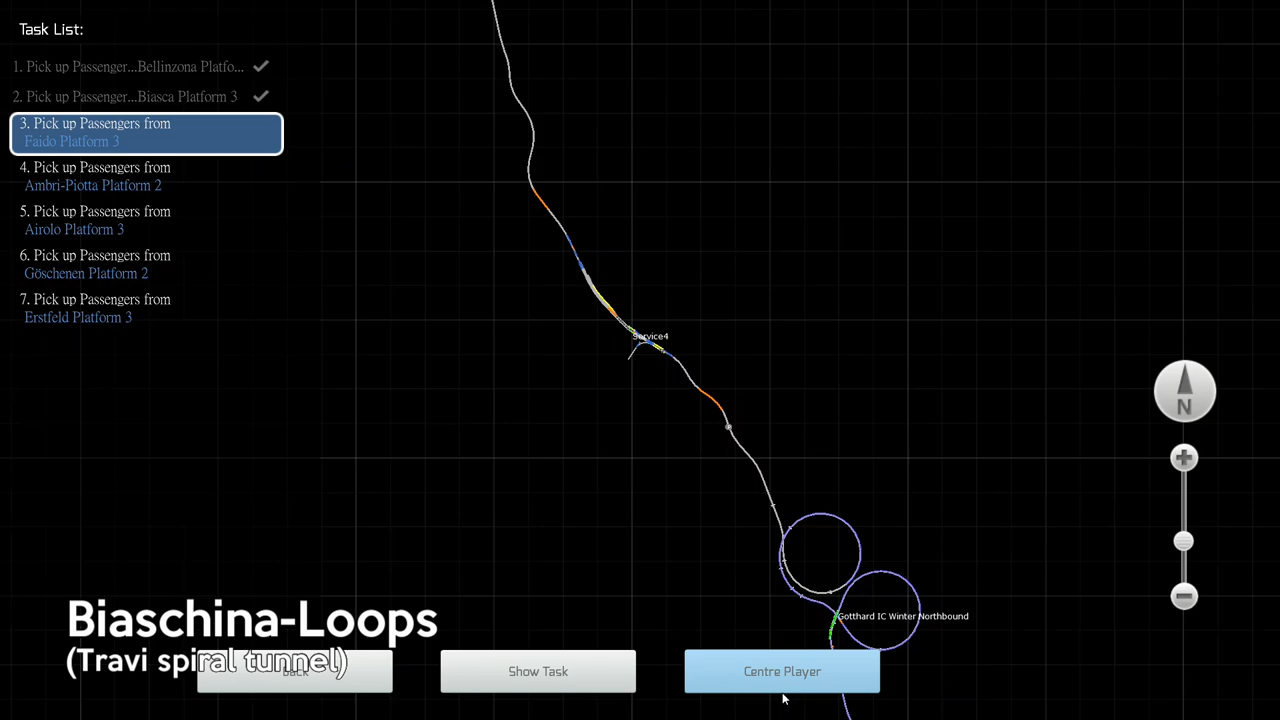 Task List:
1. Pick up Passenger...Bellinzona Platfo...
2. Pick up Passenger...Biasca Platform 3
3. Pick up Passengers from
Faido Platform 3
4. Pick up Passengers from
Ambri-Piotta Platform 2
5. Pick up Passengers from
Airolo Platform 3
6. Pick up Passengers from
Göschenen Platform 2
7. Pick up Passengers from
Erstfeld Platform 3
Service4
N
Gotthard IC Winter Northbound
Biaschina-Loops
(Travi spiral tunnel)
Back
Show Task
Centre Player